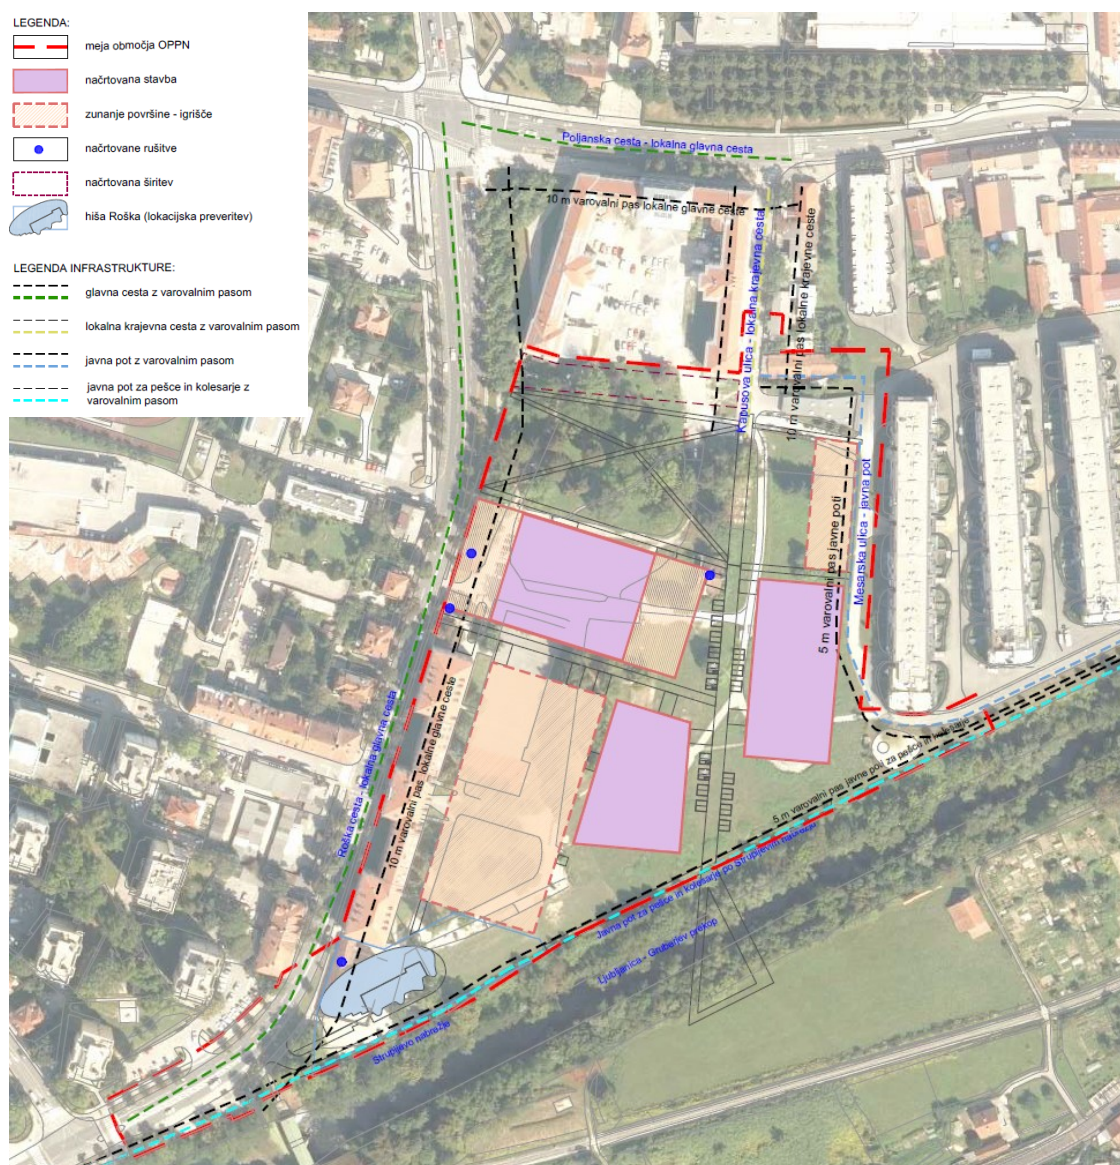 LEGENDA:
meja območja OPPN
načrtovana stavba
zunanje površine - igrišče
načrtovane rušitve
načrtovana širitev
hiša Roška (lokacijska preveritev)
LEGENDA INFRASTRUKTURE:
glavna cesta z varovalnim pasom
lokalna krajevna cesta z varovalnim pasom
javna pot z varovalnim pasom
javna pot za pešce in kolesarje z
varovalnim pasom
Poljanska cesta - lokalna glavna cesta
10 m varovalni pas lokalne glavne ceste
Kapusova ulica - lokalna krajevna cesta
10 m varovalni pas lokalne krajevne ceste
Mesarska ulica - javna pot
5 m varovalni pas javne poti
Roška cesta - lokalna glavna cesta
10 m varovalni pas lokalne glavne ceste
5 m varovalni pas javne poti za pešce in kolesarje
Javna pot za pešce in kolesarje po Štrupijevim nabrežju
Ljubljanica - Gruberjev prekop
Štrupijevo nabrežje